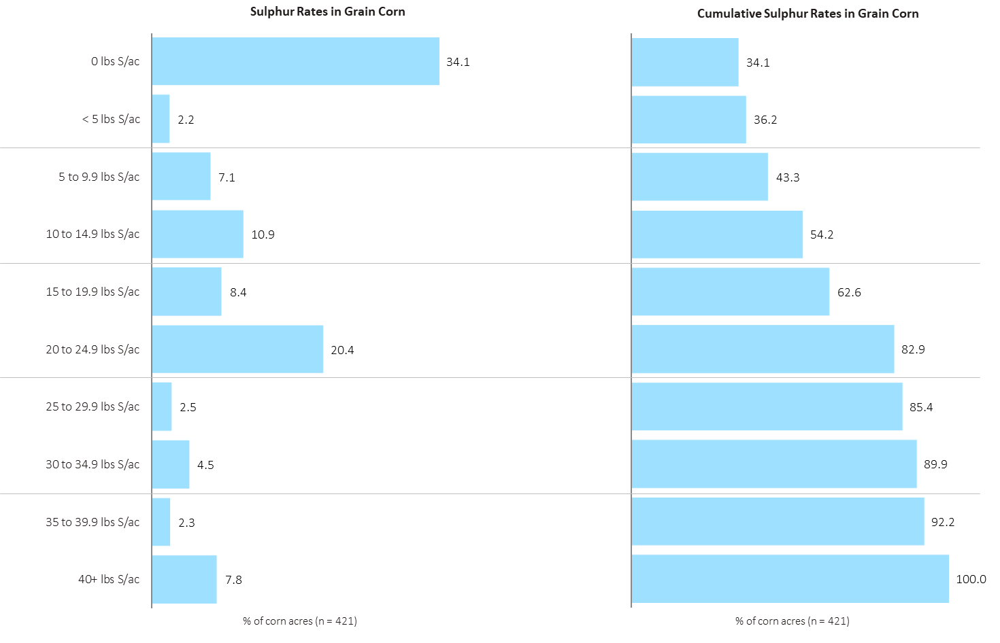 Sulphur Rates in Grain Corn
Cumulative Sulphur Rates in Grain Corn
0 lbs S/ac
34.1
34.1
< 5 lbs S/ac
2.2
36.2
5 to 9.9 lbs S/ac
7.1
43.3
10 to 14.9 lbs S/ac
10.9
54.2
15 to 19.9 lbs S/ac
8.4
62.6
20 to 24.9 lbs S/ac
20.4
82.9
25 to 29.9 lbs S/ac
2.5
85.4
30 to 34.9 lbs S/ac
4.5
89.9
35 to 39.9 lbs S/ac
2.3
92.2
40+ lbs S/ac
7.8
100.0
% of corn acres (n = 421)
% of corn acres (n = 421)